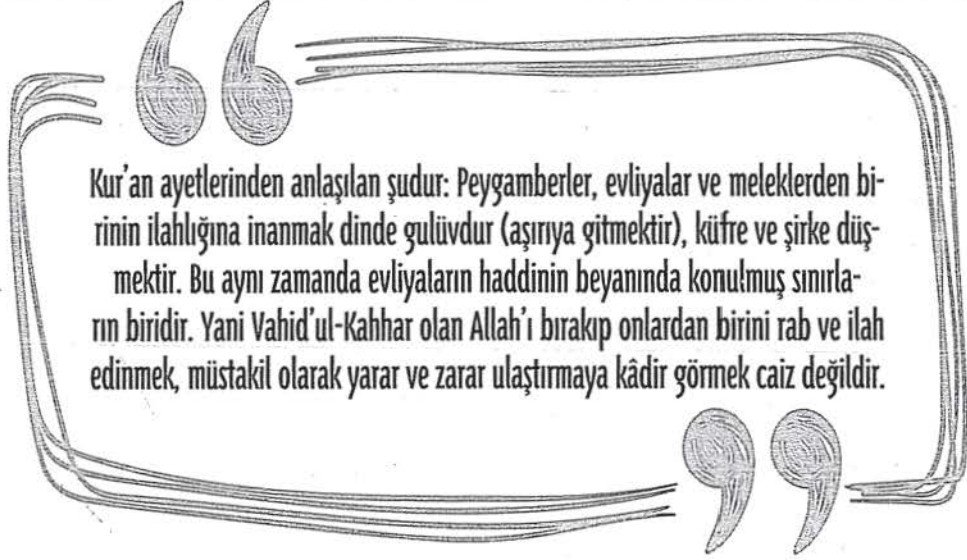 Kur'an ayetlerinden anlaşılan şudur: Peygamberler, evliyalar ve meleklerden bi-
rinin ilahlığına inanmak dinde gulüvdur (aşırıya gitmektir), küfre ve şirke düş-
mektir. Bu aynı zamanda evliyaların haddinin beyanında konulmuş sınırla-
rın biridir. Yani Vahid'ul-Kahhar olan Allah'ı bırakıp onlardan birini rab ve ilah
edinmek, müstakil olarak yarar ve zarar ulaştırmaya kâdir görmek caiz değildir.